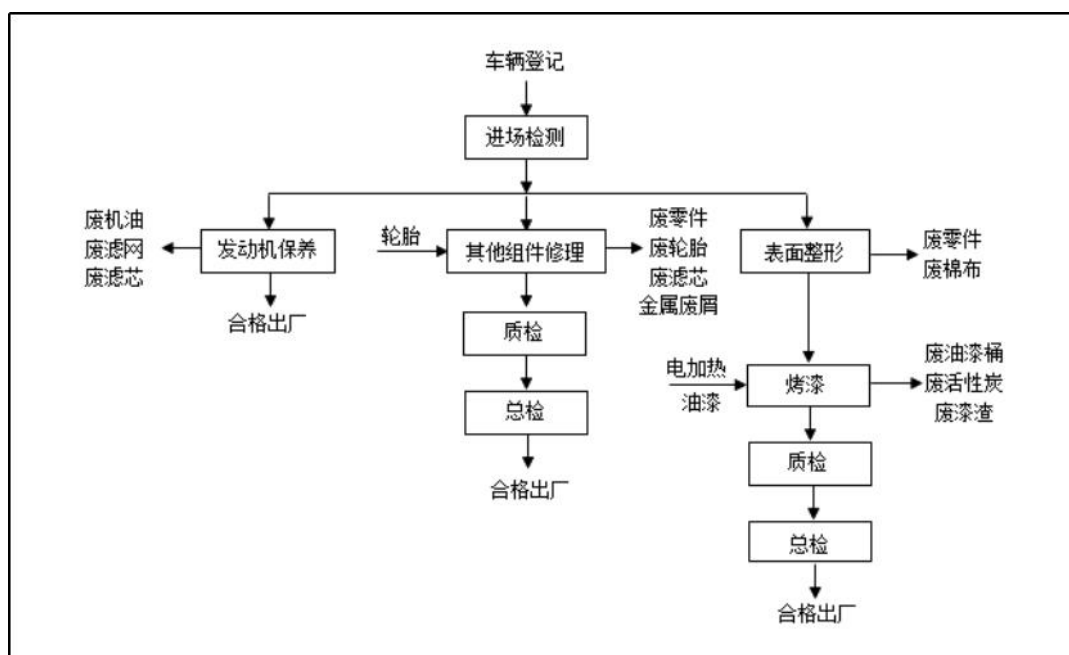 车辆登记
进场检测
废机油
废滤网
废滤芯
发动机保养
合格出厂
轮胎
其他组件修理
废零件
废轮胎
废滤芯
金属废屑
质检
总检
合格出厂
表面整形
废零件
废棉布
电加热
油漆
烤漆
废油漆桶
废活性炭
废漆渣
质检
总检
合格出厂